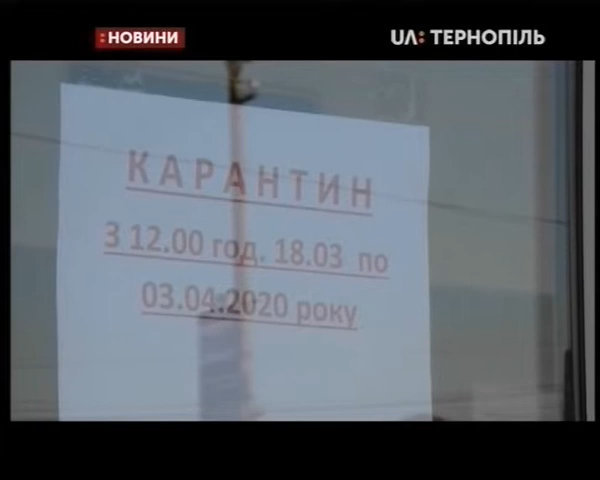 :НОВИНИ
UA: ТЕРНОПІЛЬ
КАРАНТИН
З 12.00 год. 18.03 по
03.04.2020 року